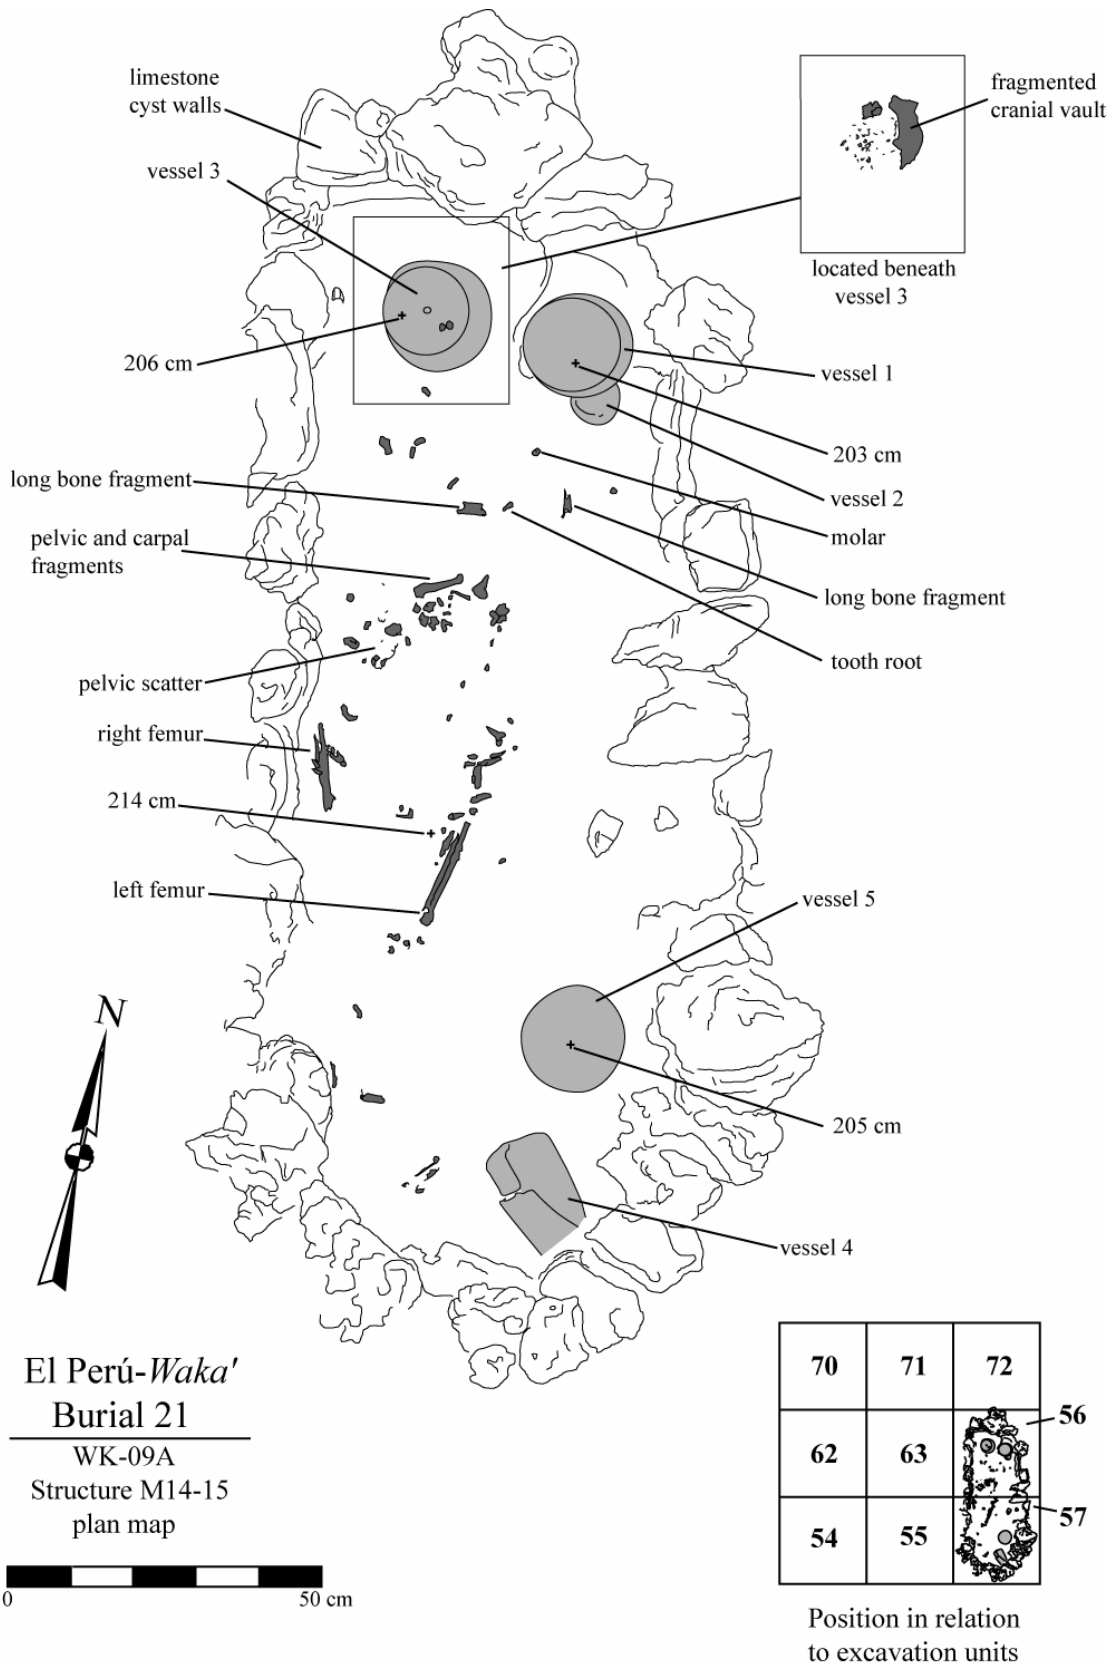 limestone
cyst walls
vessel 3
206 cm
long bone fragment
pelvic and carpal
fragments
pelvic scatter
right femur
214 cm
left femur
fragmented
cranial vault
located beneath
vessel 3
vessel 1
203 cm
vessel 2
molar
long bone fragment
tooth root
vessel 5
205 cm
vessel 4
N
El Perú-Waka'
Burial 21
WK-09A
Structure M14-15
plan map
0 50 cm
70 71 72
62 63 56
54 55 57
Position in relation
to excavation units